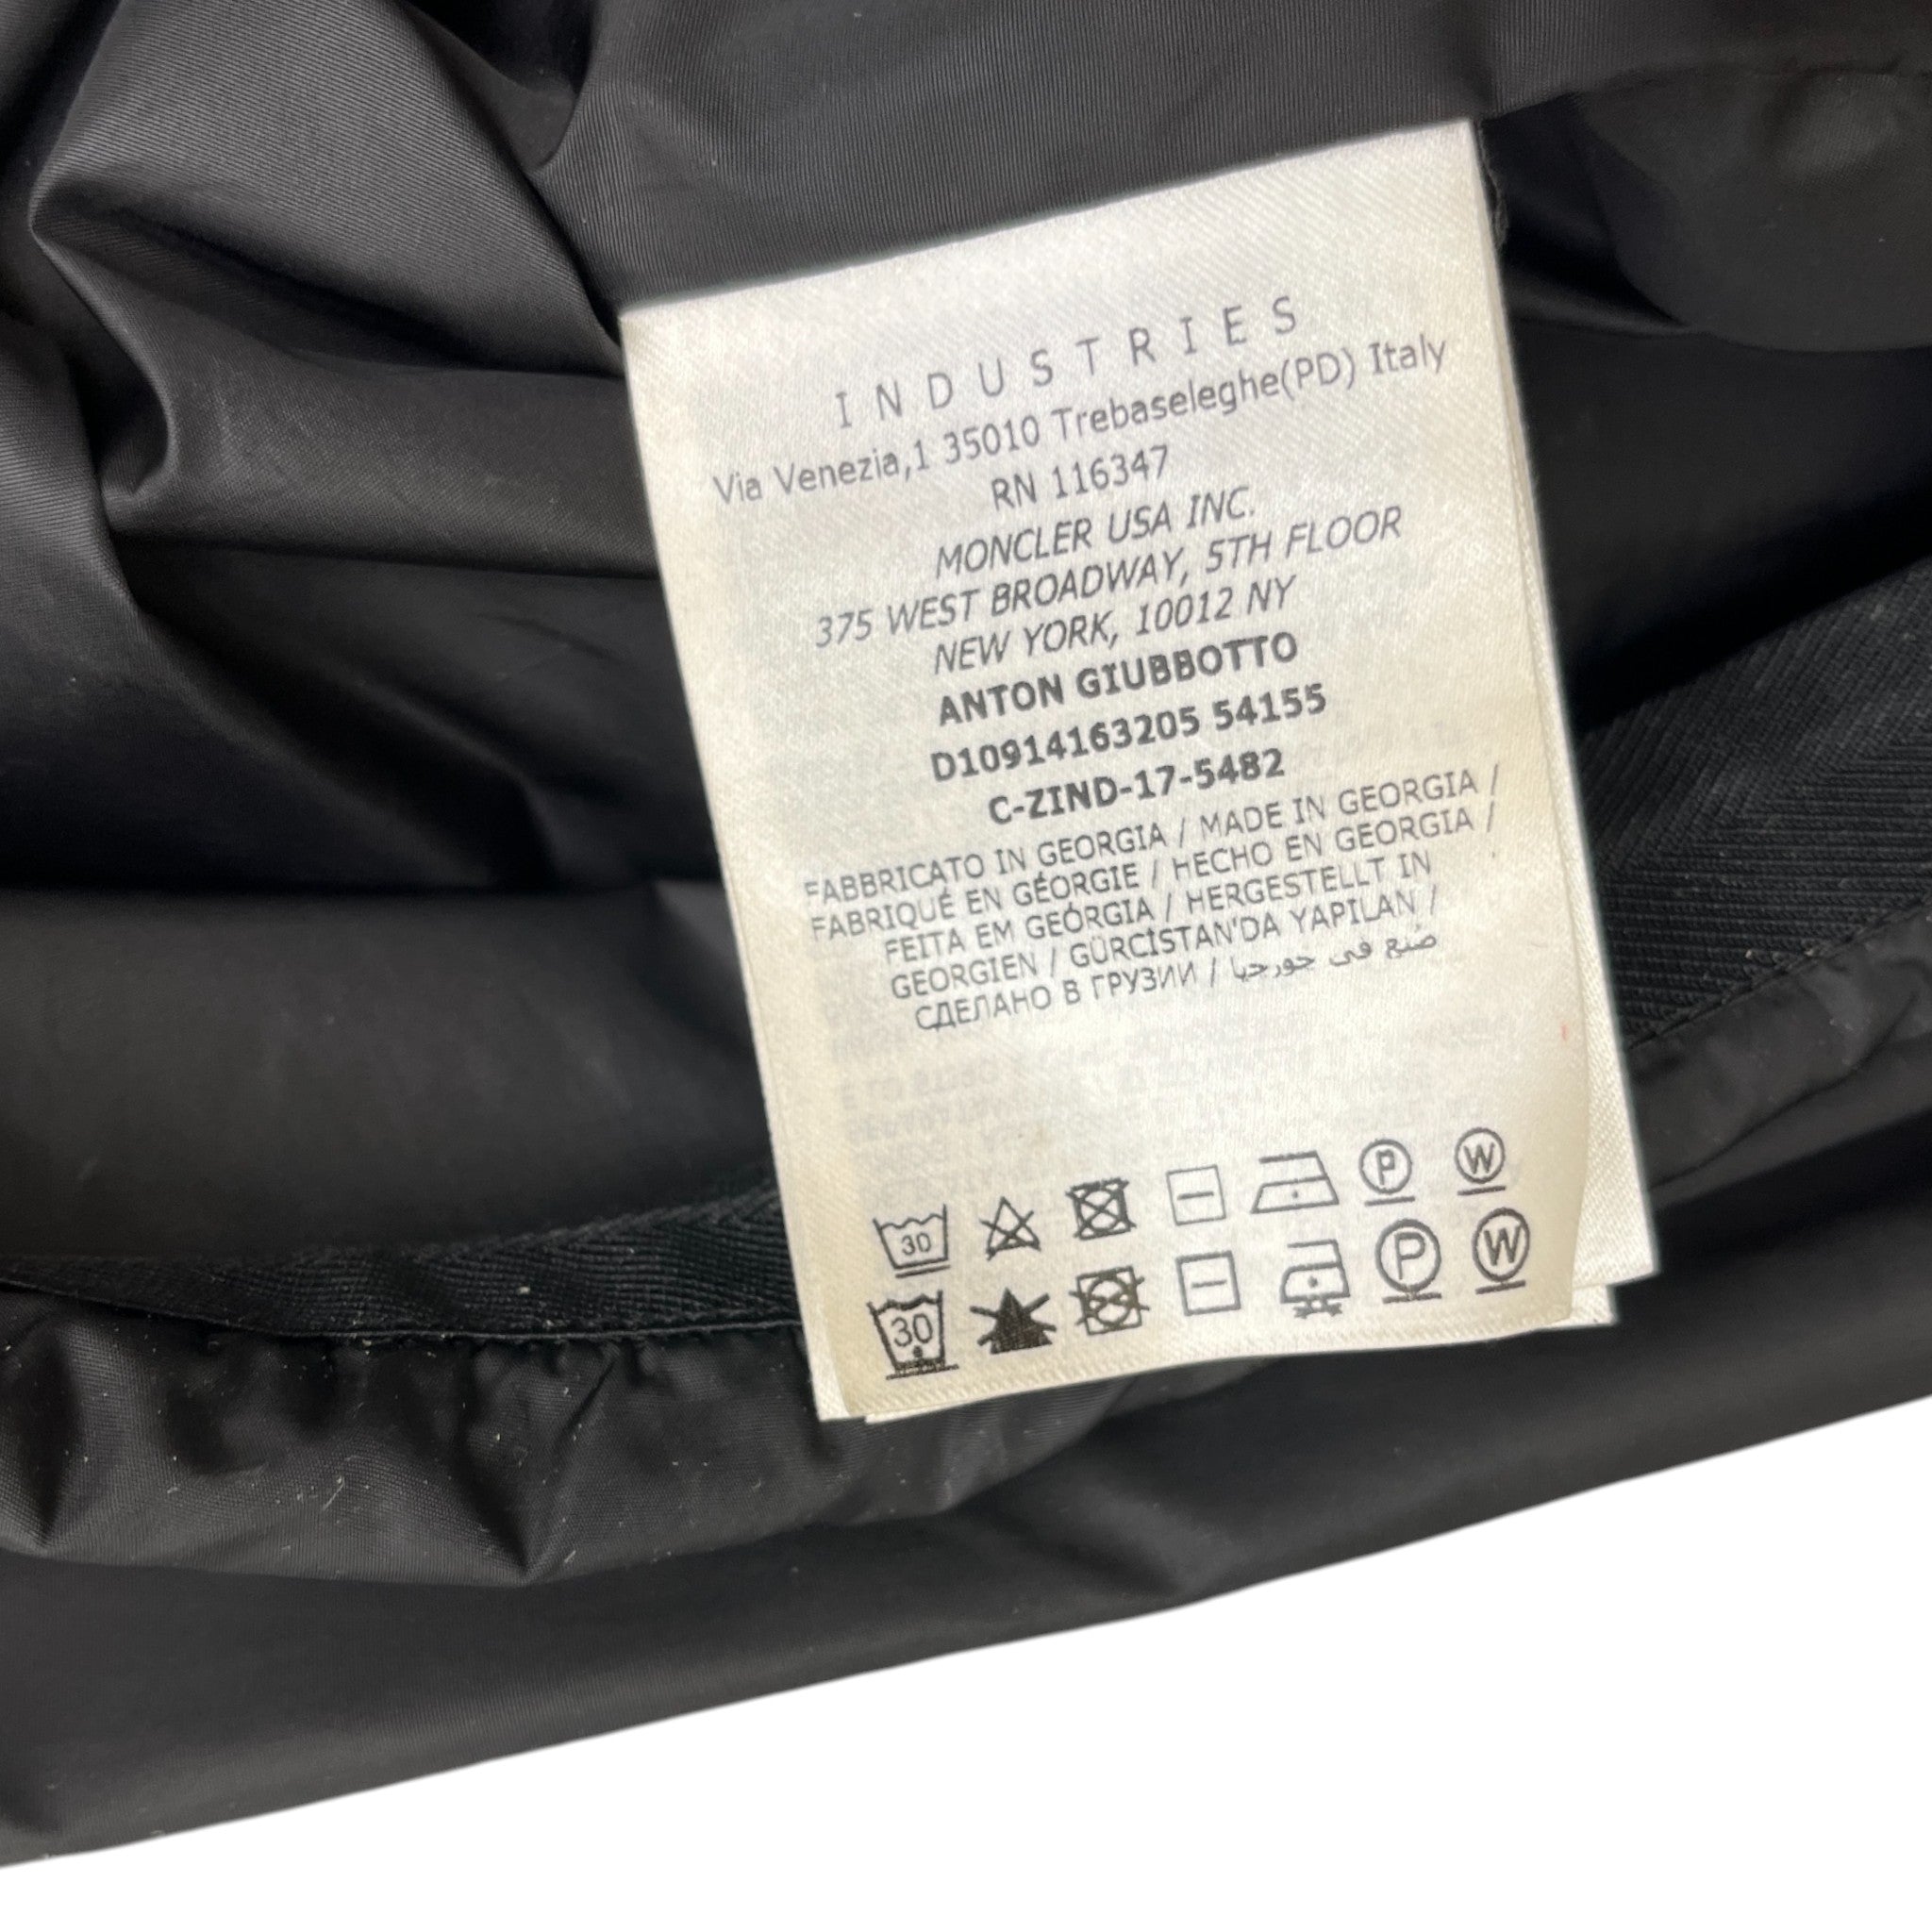 INDUSTRIES
Via Venezia,1 35010 Trebaseleghe(PD) Italy
RN 116347
MONCLER USA INC.
375 WEST BROADWAY, 5TH FLOOR
NEW YORK, 10012 NY
ANTON GIUBBOTTO
D10914163205 54155
C-ZIND-17-5482
FABBRICATO IN GEORGIA / MADE IN GEORGIA /
FABRIQUÉ EN GÉORGIE / HECHO EN GEORGIA /
FEITA EM GEÓRGIA / HERGESTELLT IN
GEORGIEN / GÜRCİSTAN'DA YAPILAN /
СДЕЛАНО В ГРУЗИИ / صُنع في جورجيا
30 P W
30 P W